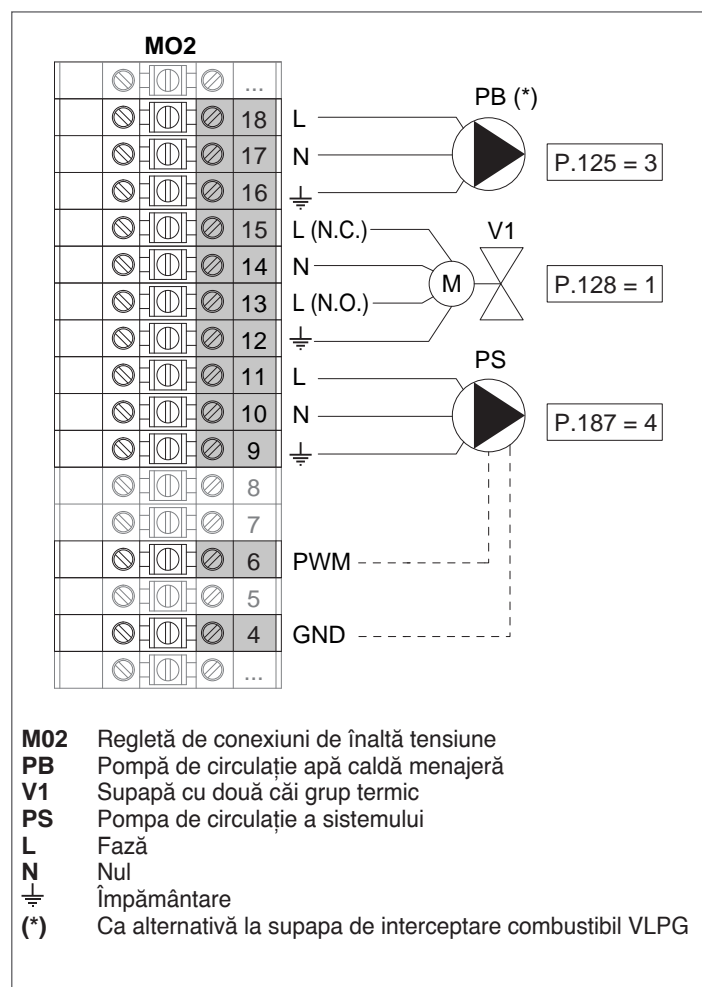 MO2
...
18 L PB (*)
17 N P.125 = 3
16
15 L (N.C.) V1
14 N M P.128 = 1
13 L (N.O.)
12
11 L PS
10 N P.187 = 4
9
8
7
6 PWM
5
4 GND
...
M02 Regletă de conexiuni de înaltă tensiune
PB Pompă de circulație apă caldă menajeră
V1 Supapă cu două căi grup termic
PS Pompa de circulație a sistemului
L Fază
N Nul
⏚ Împământare
(*) Ca alternativă la supapa de interceptare combustibil VLPG